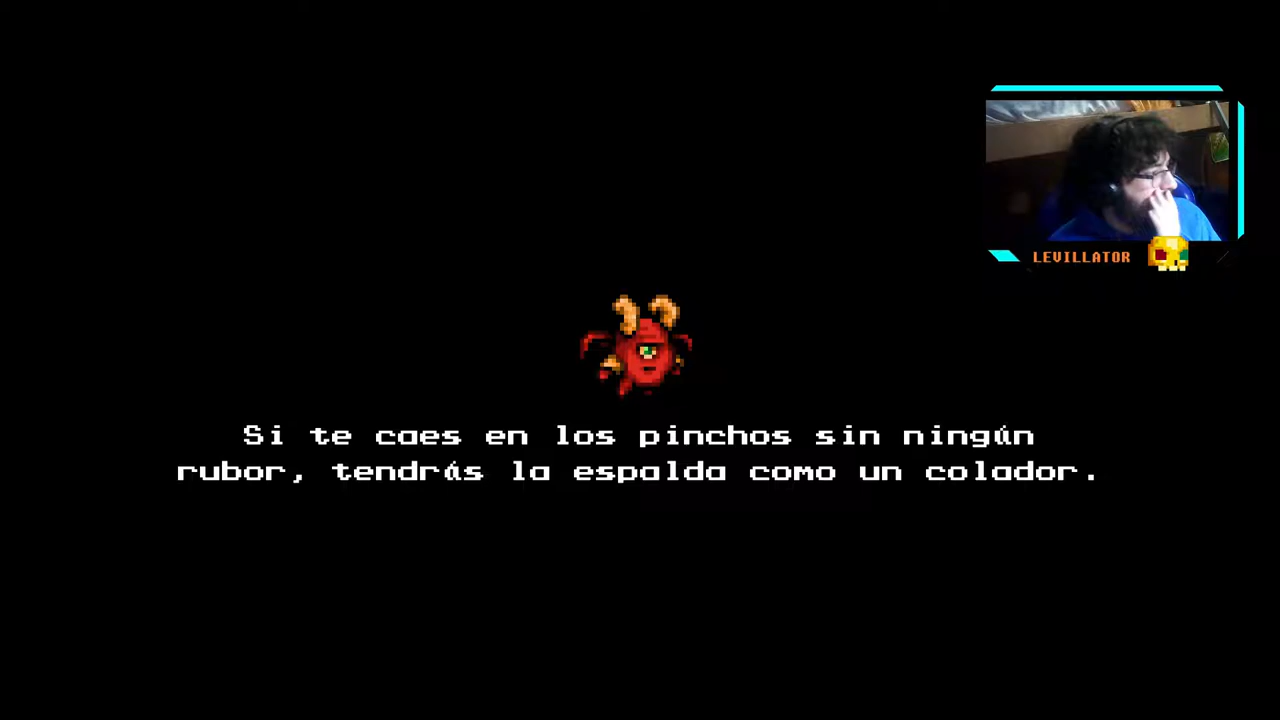 LEVILLATOR
Si te caes en los pinchos sin ningún
rubor, tendrás la espalda como un colador.